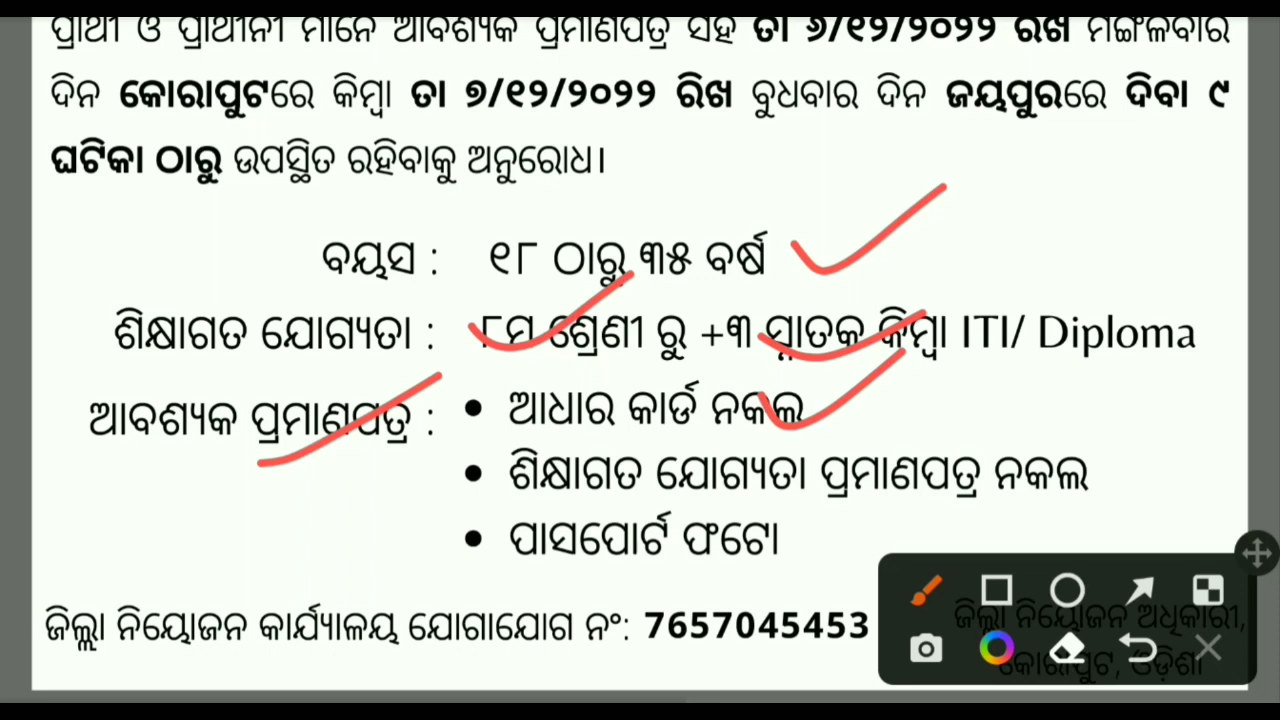 ପ୍ରାର୍ଥୀ ଓ ପ୍ରାର୍ଥୀନୀ ମାନେ ଆବଶ୍ୟକ ପ୍ରମାଣପତ୍ର ସହ ତା ୬/୧୨/୨୦୨୨ ରିଖ ମଙ୍ଗଳବାର
ଦିନ କୋରାପୁଟରେ କିମ୍ବା ତା ୭/୧୨/୨୦୨୨ ରିଖ ବୁଧବାର ଦିନ ଜୟପୁରରେ ଦିବା ୯
ଘଟିକା ଠାରୁ ଉପସ୍ଥିତ ରହିବାକୁ ଅନୁରୋଧ।
ବୟସ : ୧୮ ଠାରୁ ୩୫ ବର୍ଷ
ଶିକ୍ଷାଗତ ଯୋଗ୍ୟତା : ୮ମ ଶ୍ରେଣୀ ରୁ +୩ ସ୍ନାତକ କିମ୍ବା ITI/ Diploma
ଆବଶ୍ୟକ ପ୍ରମାଣପତ୍ର : • ଆଧାର କାର୍ଡ ନକଲ
• ଶିକ୍ଷାଗତ ଯୋଗ୍ୟତା ପ୍ରମାଣପତ୍ର ନକଲ
• ପାସପୋର୍ଟ ଫଟୋ
ଜିଲ୍ଲା ନିୟୋଜନ କାର୍ଯ୍ୟାଳୟ ଯୋଗାଯୋଗ ନଂ: 7657045453
ଜିଲ୍ଲା ନିୟୋଜନ ଅଧିକାରୀ,
କୋରାପୁଟ, ଓଡ଼ିଶା